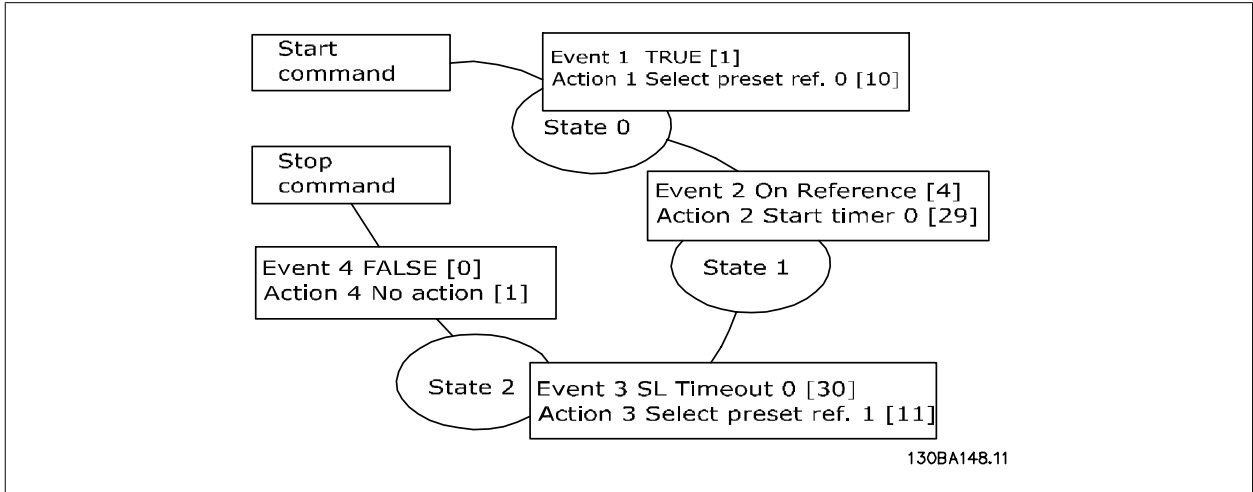 Start
command
Event 1 TRUE [1]
Action 1 Select preset ref. 0 [10]
State 0
Stop
command
Event 2 On Reference [4]
Action 2 Start timer 0 [29]
State 1
Event 4 FALSE [0]
Action 4 No action [1]
State 2
Event 3 SL Timeout 0 [30]
Action 3 Select preset ref. 1 [11]
130BA148.11